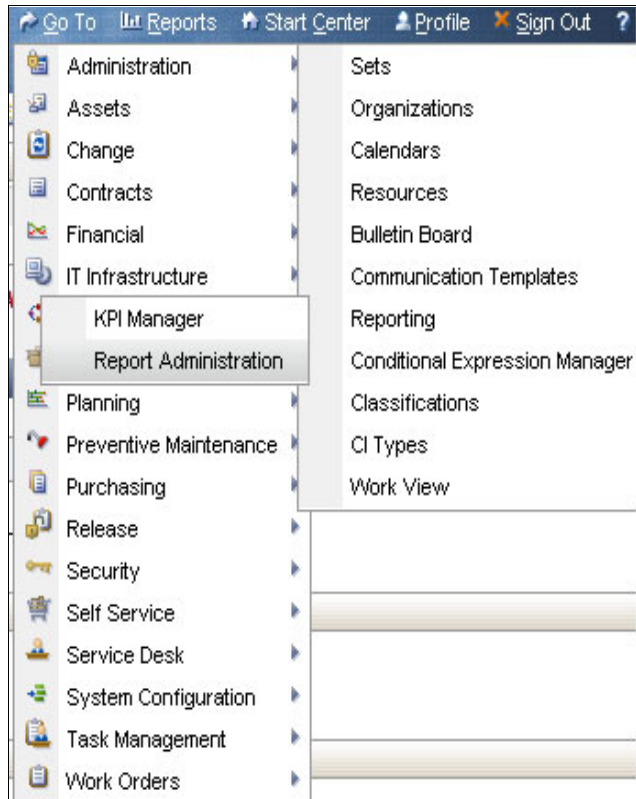 Go To Reports Start Center Profile Sign Out ?
Administration
Assets
Change
Contracts
Financial
IT Infrastructure
KPI Manager
Report Administration
Planning
Preventive Maintenance
Purchasing
Release
Security
Self Service
Service Desk
System Configuration
Task Management
Work Orders
Sets
Organizations
Calendars
Resources
Bulletin Board
Communication Templates
Reporting
Conditional Expression Manager
Classifications
CI Types
Work View